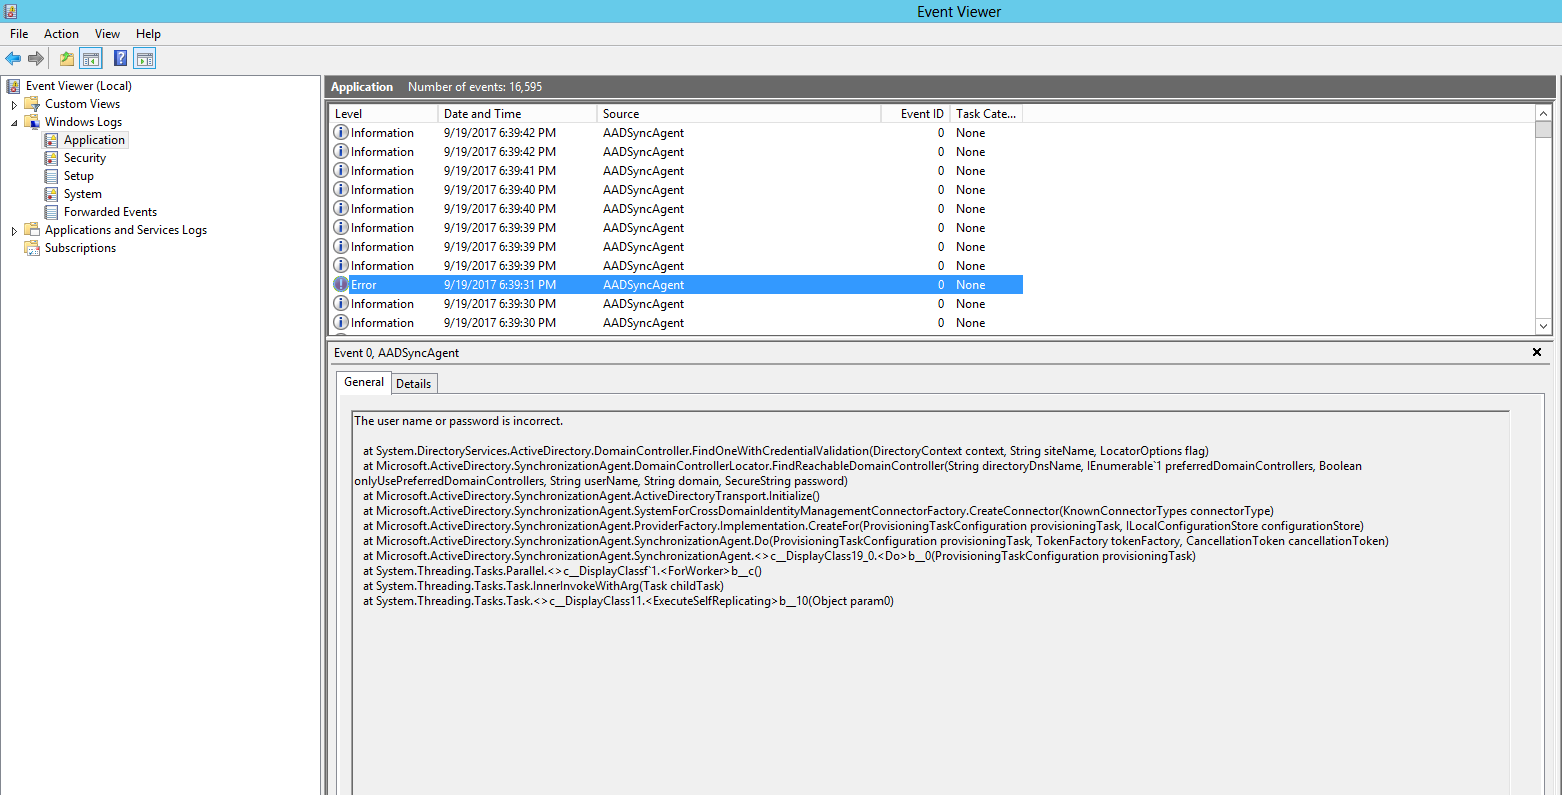 Event Viewer
File Action View Help
Event Viewer (Local)
Custom Views
Windows Logs
Application
Security
Setup
System
Forwarded Events
Applications and Services Logs
Subscriptions
Application Number of events: 16,595
Level Date and Time Source Event ID Task Cate...
Information 9/19/2017 6:39:42 PM AADSyncAgent 0 None
Information 9/19/2017 6:39:42 PM AADSyncAgent 0 None
Information 9/19/2017 6:39:41 PM AADSyncAgent 0 None
Information 9/19/2017 6:39:40 PM AADSyncAgent 0 None
Information 9/19/2017 6:39:40 PM AADSyncAgent 0 None
Information 9/19/2017 6:39:39 PM AADSyncAgent 0 None
Information 9/19/2017 6:39:39 PM AADSyncAgent 0 None
Information 9/19/2017 6:39:39 PM AADSyncAgent 0 None
Error 9/19/2017 6:39:31 PM AADSyncAgent 0 None
Information 9/19/2017 6:39:30 PM AADSyncAgent 0 None
Information 9/19/2017 6:39:30 PM AADSyncAgent 0 None
Event 0, AADSyncAgent
General Details
The user name or password is incorrect.
at System.DirectoryServices.ActiveDirectory.DomainController.FindOneWithCredentialValidation(DirectoryContext context, String siteName, LocatorOptions flag)
at Microsoft.ActiveDirectory.SynchronizationAgent.DomainControllerLocator.FindReachableDomainController(String directoryDnsName, IEnumerable`1 preferredDomainControllers, Boolean
onlyUsePreferredDomainControllers, String userName, String domain, SecureString password)
at Microsoft.ActiveDirectory.SynchronizationAgent.ActiveDirectoryTransport.Initialize()
at Microsoft.ActiveDirectory.SynchronizationAgent.SystemForCrossDomainIdentityManagementConnectorFactory.CreateConnector(KnownConnectorTypes connectorType)
at Microsoft.ActiveDirectory.SynchronizationAgent.ProviderFactory.Implementation.CreateFor(ProvisioningTaskConfiguration provisioningTask, ILocalConfigurationStore configurationStore)
at Microsoft.ActiveDirectory.SynchronizationAgent.SynchronizationAgent.Do(ProvisioningTaskConfiguration provisioningTask, TokenFactory tokenFactory, CancellationToken cancellationToken)
at Microsoft.ActiveDirectory.SynchronizationAgent.SynchronizationAgent.<>c__DisplayClass19_0.<Do>b__0(ProvisioningTaskConfiguration provisioningTask)
at System.Threading.Tasks.Parallel.<>c__DisplayClassf`1.<ForWorker>b__c()
at System.Threading.Tasks.Task.InnerInvokeWithArg(Task childTask)
at System.Threading.Tasks.Task.<>c__DisplayClass11.<ExecuteSelfReplicating>b__10(Object param0)